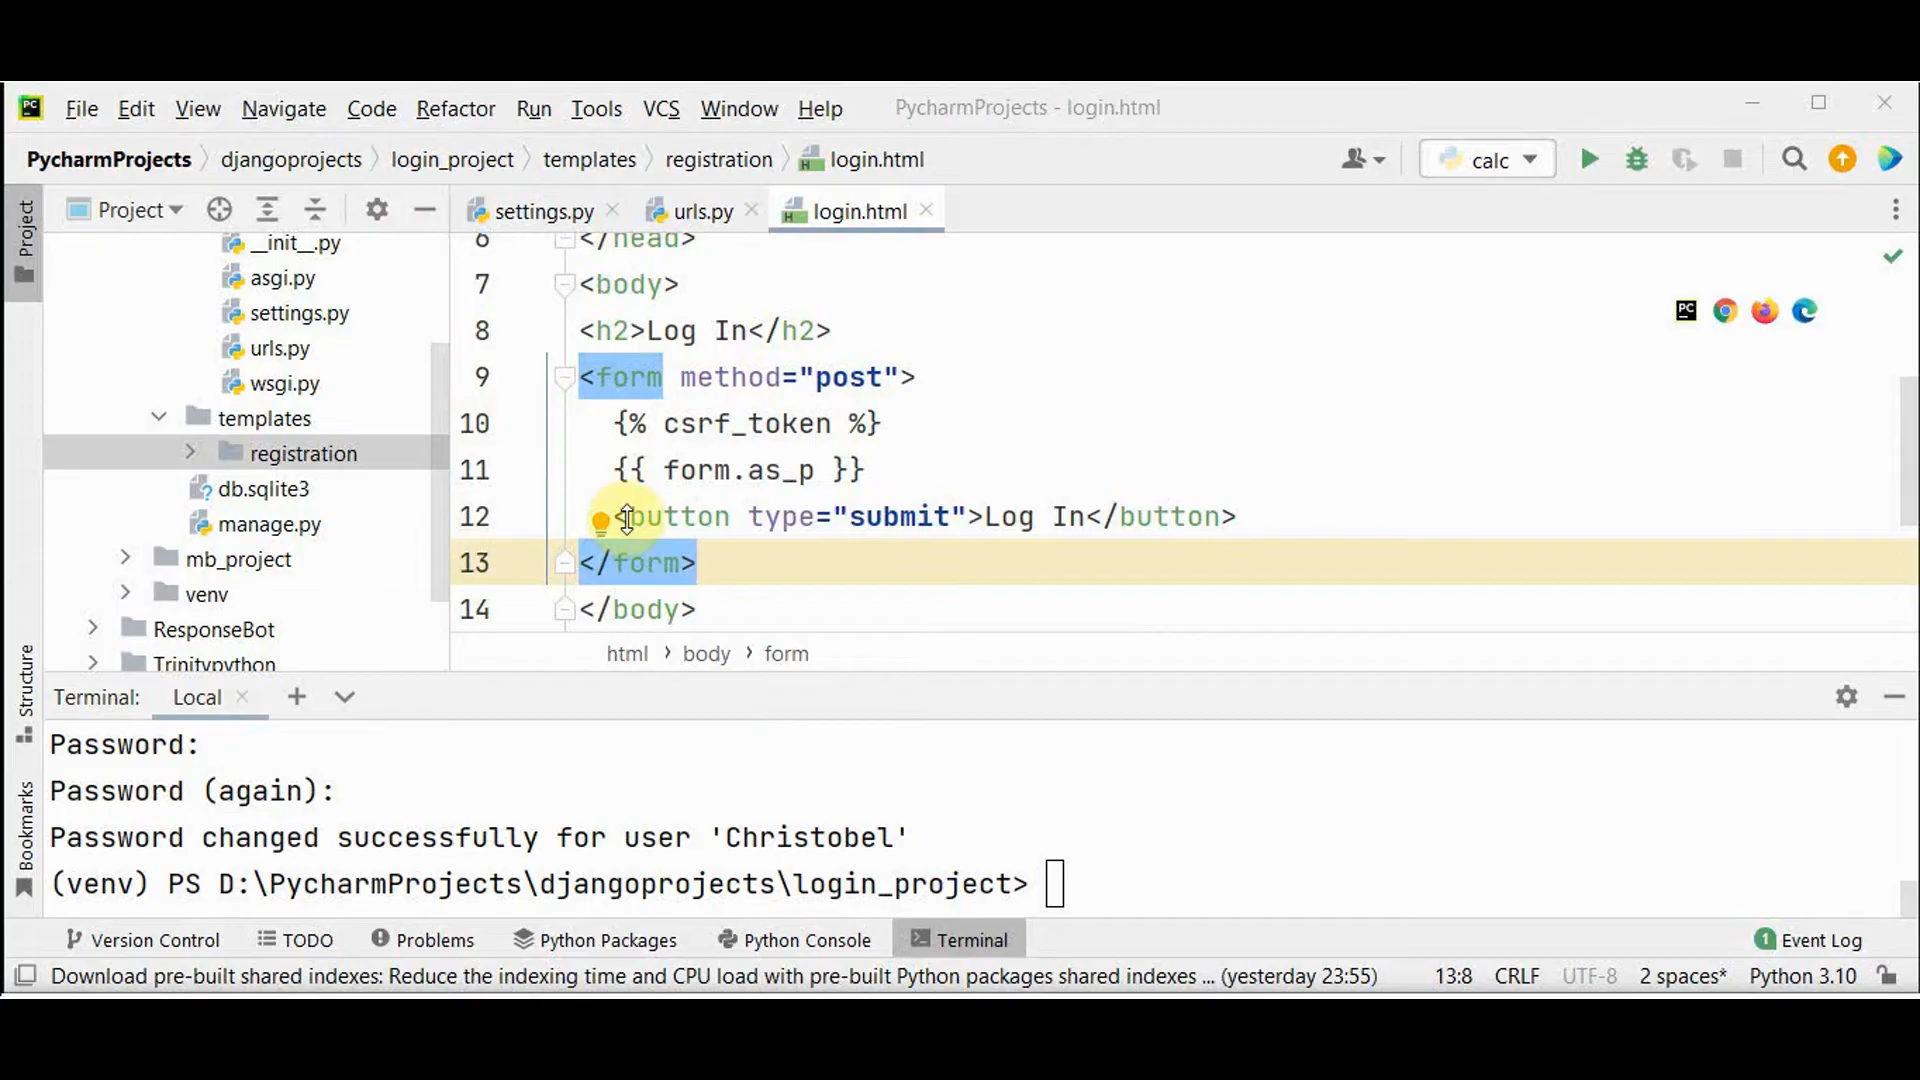 PC File Edit View Navigate Code Refactor Run Tools VCS Window Help PycharmProjects - login.html
PycharmProjects djangoprojects login_project templates registration H login.html calc
Project
Project settings.py urls.py H login.html
__init__.py
asgi.py
settings.py
urls.py
wsgi.py
templates
registration
db.sqlite3
manage.py
mb_project
venv
ResponseBot
Trinitypython
6 </head>
7 <body>
8 <h2>Log In</h2>
9 <form method="post">
10 {% csrf_token %}
11 {{ form.as_p }}
12 <button type="submit">Log In</button>
13 </form>
14 </body>
PC
html > body > form
Structure
Bookmarks
Terminal: Local
Password:
Password (again):
Password changed successfully for user 'Christobel'
(venv) PS D:\PycharmProjects\djangoprojects\login_project>
Version Control TODO Problems Python Packages Python Console Terminal 1 Event Log
Download pre-built shared indexes: Reduce the indexing time and CPU load with pre-built Python packages shared indexes ... (yesterday 23:55) 13:8 CRLF UTF-8 2 spaces* Python 3.10